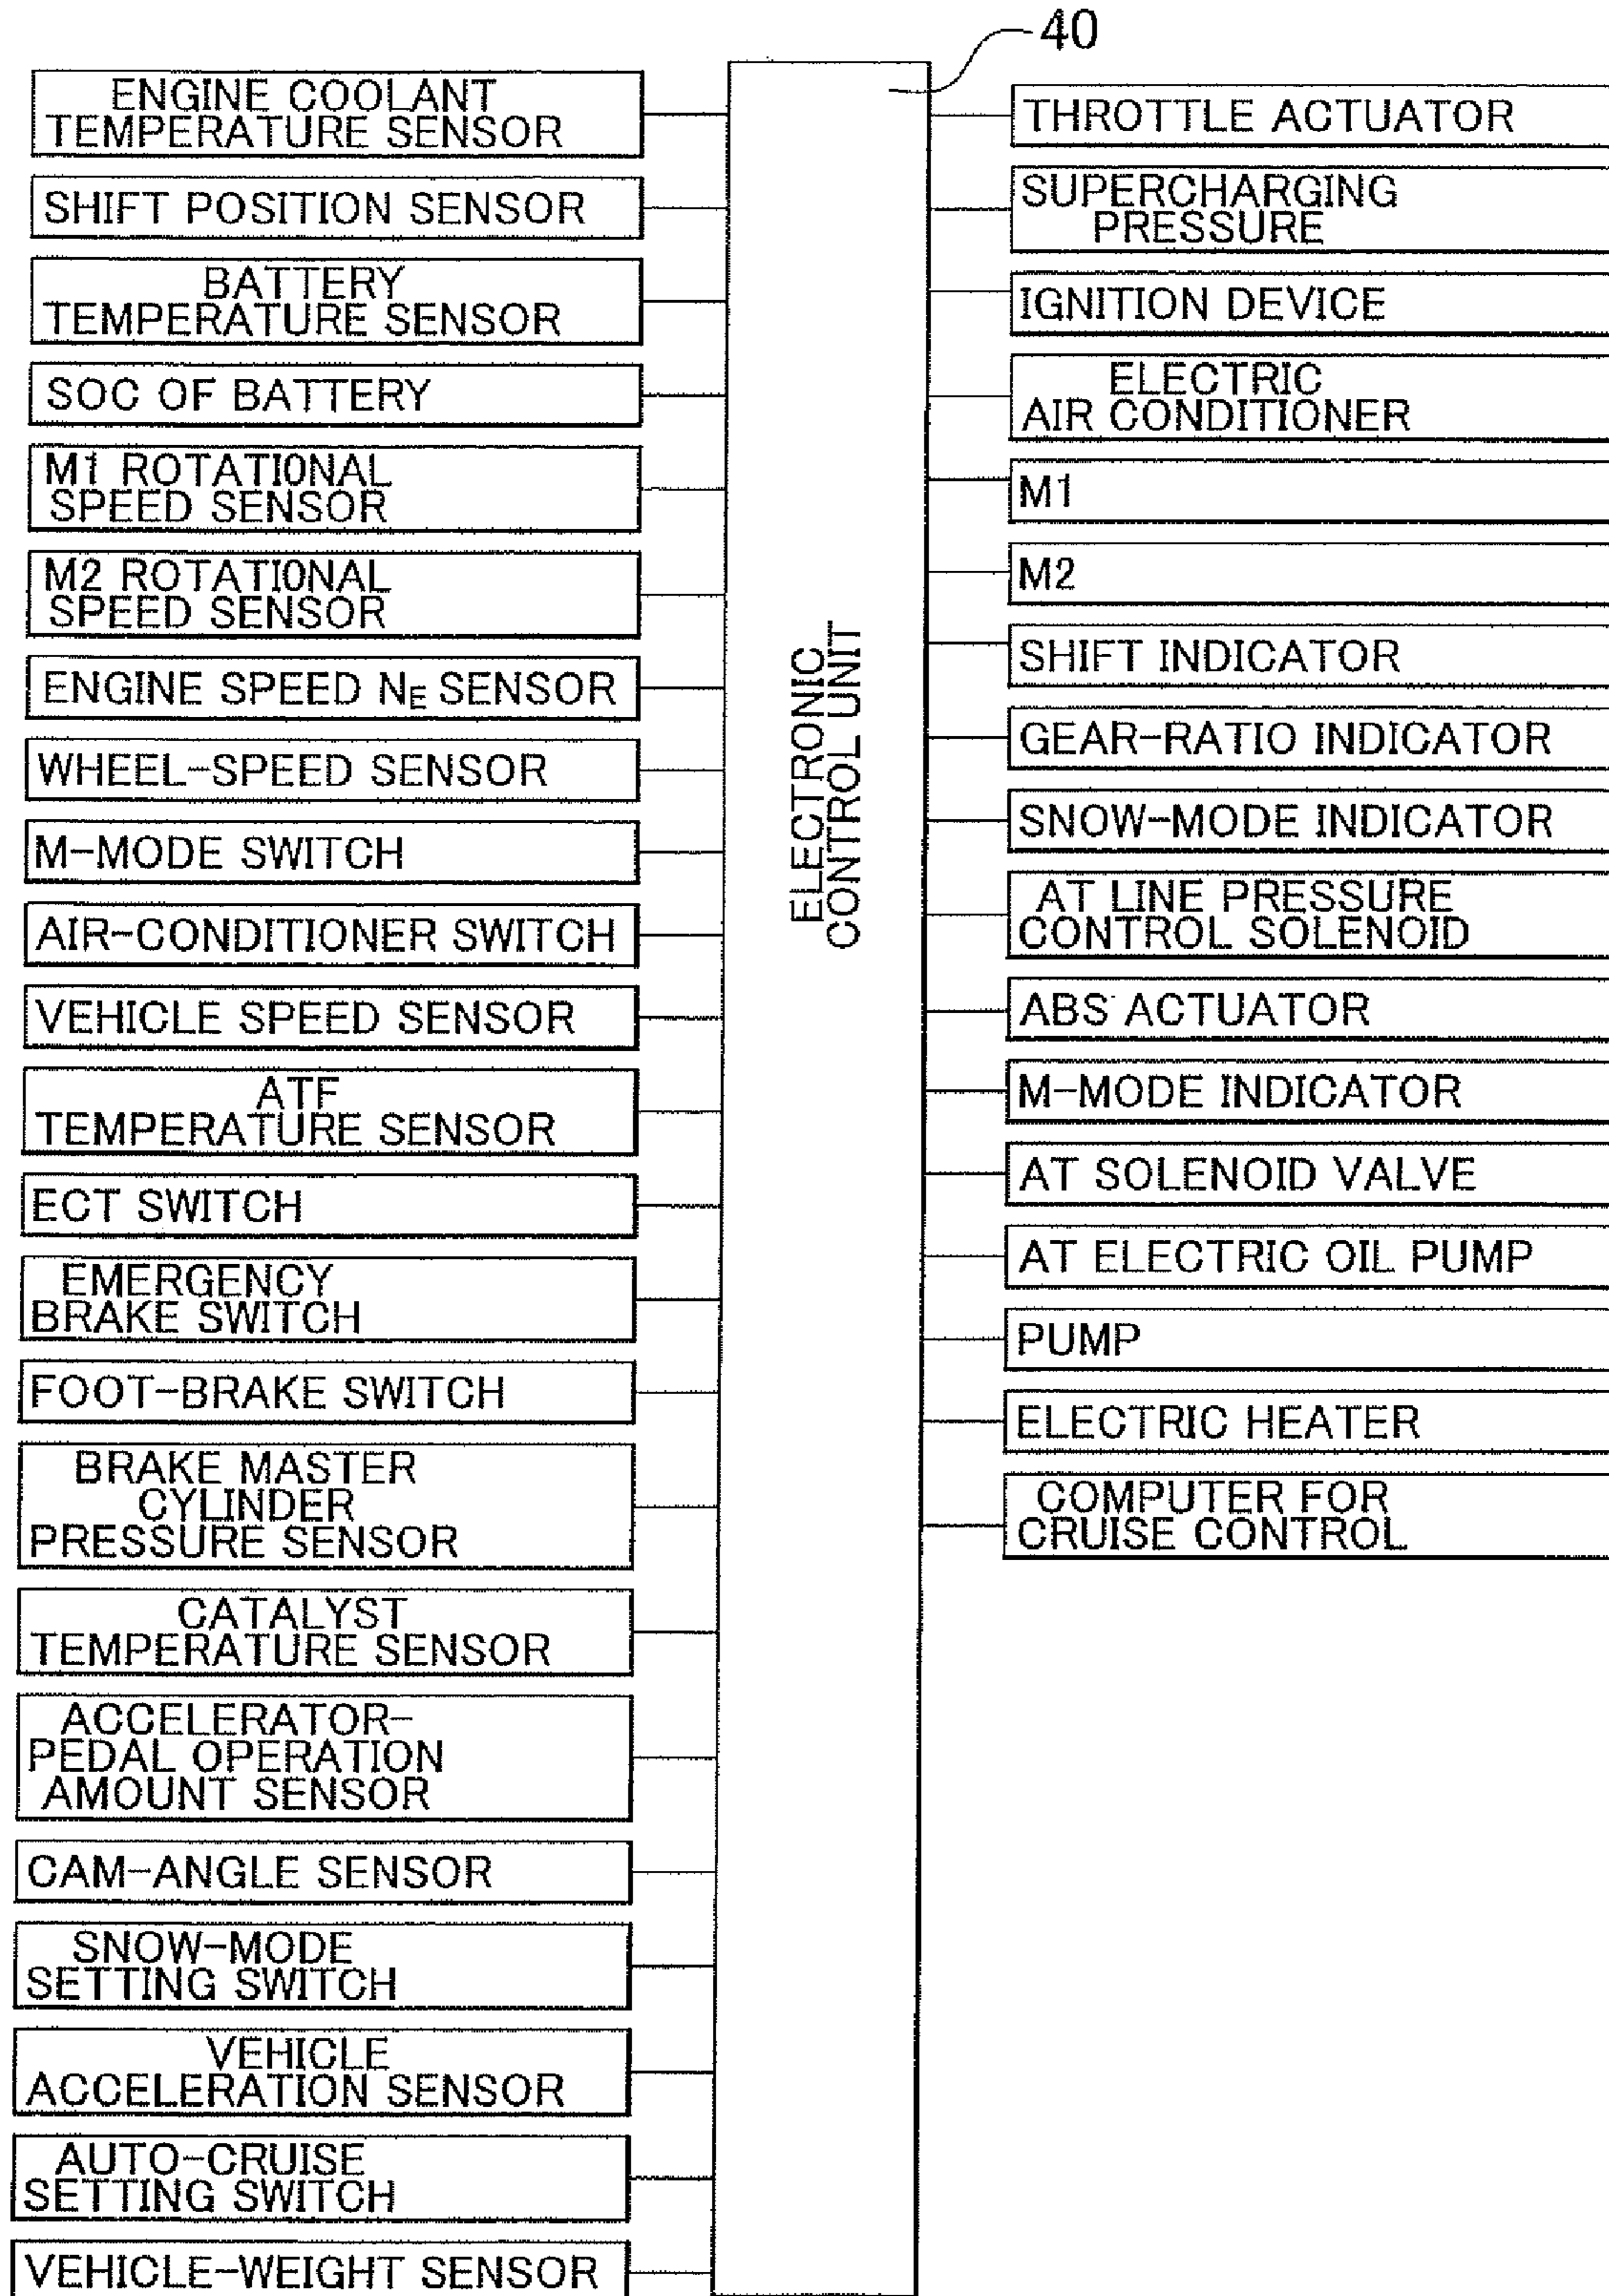 40
ENGINE COOLANT
TEMPERATURE SENSOR
SHIFT POSITION SENSOR
BATTERY
TEMPERATURE SENSOR
SOC OF BATTERY
M1 ROTATIONAL
SPEED SENSOR
M2 ROTATIONAL
SPEED SENSOR
ENGINE SPEED NE SENSOR
WHEEL-SPEED SENSOR
M-MODE SWITCH
AIR-CONDITIONER SWITCH
VEHICLE SPEED SENSOR
ATF
TEMPERATURE SENSOR
ECT SWITCH
EMERGENCY
BRAKE SWITCH
FOOT-BRAKE SWITCH
BRAKE MASTER
CYLINDER
PRESSURE SENSOR
CATALYST
TEMPERATURE SENSOR
ACCELERATOR-
PEDAL OPERATION
AMOUNT SENSOR
CAM-ANGLE SENSOR
SNOW-MODE
SETTING SWITCH
VEHICLE
ACCELERATION SENSOR
AUTO-CRUISE
SETTING SWITCH
VEHICLE-WEIGHT SENSOR
ELECTRONIC
CONTROL UNIT
THROTTLE ACTUATOR
SUPERCHARGING
PRESSURE
IGNITION DEVICE
ELECTRIC
AIR CONDITIONER
M1
M2
SHIFT INDICATOR
GEAR-RATIO INDICATOR
SNOW-MODE INDICATOR
AT LINE PRESSURE
CONTROL SOLENOID
ABS ACTUATOR
M-MODE INDICATOR
AT SOLENOID VALVE
AT ELECTRIC OIL PUMP
PUMP
ELECTRIC HEATER
COMPUTER FOR
CRUISE CONTROL